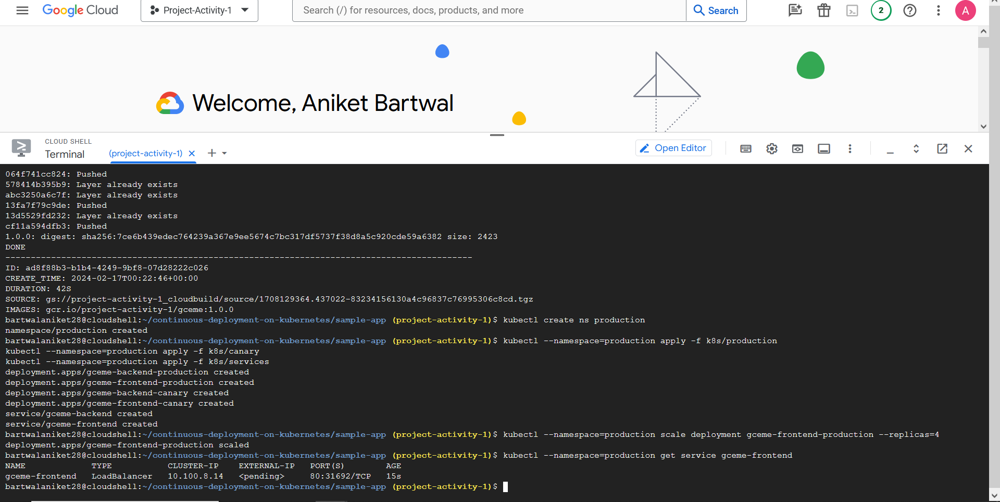 Google Cloud
Project-Activity-1
Search (/) for resources, docs, products, and more
Search
2
A
Welcome, Aniket Bartwal
CLOUD SHELL
Terminal
(project-activity-1)
Open Editor
064f741cc824: Pushed
578414b395b9: Layer already exists
abc3250a6c7f: Layer already exists
13fa7f79c9de: Pushed
13d5529fd232: Layer already exists
cf11a594dfb3: Pushed
1.0.0: digest: sha256:7ce6b439edec764239a367e9ee5674c7bc317df5737f38d8a5c920cde59a6382 size: 2423
DONE
--------------------------------------------------------------------------------------------
ID: ad8f88b3-b1b4-4249-9bf8-07d28222c026
CREATE_TIME: 2024-02-17T00:22:46+00:00
DURATION: 42S
SOURCE: gs://project-activity-1_cloudbuild/source/1708129364.437022-83234156130a4c96837c76995306c8cd.tgz
IMAGES: gcr.io/project-activity-1/gceme:1.0.0
bartwalaniket28@cloudshell:~/continuous-deployment-on-kubernetes/sample-app (project-activity-1)$ kubectl create ns production
namespace/production created
bartwalaniket28@cloudshell:~/continuous-deployment-on-kubernetes/sample-app (project-activity-1)$ kubectl --namespace=production apply -f k8s/production
kubectl --namespace=production apply -f k8s/canary
kubectl --namespace=production apply -f k8s/services
deployment.apps/gceme-backend-production created
deployment.apps/gceme-frontend-production created
deployment.apps/gceme-backend-canary created
deployment.apps/gceme-frontend-canary created
service/gceme-backend created
service/gceme-frontend created
bartwalaniket28@cloudshell:~/continuous-deployment-on-kubernetes/sample-app (project-activity-1)$ kubectl --namespace=production scale deployment gceme-frontend-production --replicas=4
deployment.apps/gceme-frontend-production scaled
bartwalaniket28@cloudshell:~/continuous-deployment-on-kubernetes/sample-app (project-activity-1)$ kubectl --namespace=production get service gceme-frontend
NAME TYPE CLUSTER-IP EXTERNAL-IP PORT(S) AGE
gceme-frontend LoadBalancer 10.100.8.14 <pending> 80:31692/TCP 15s
bartwalaniket28@cloudshell:~/continuous-deployment-on-kubernetes/sample-app (project-activity-1)$